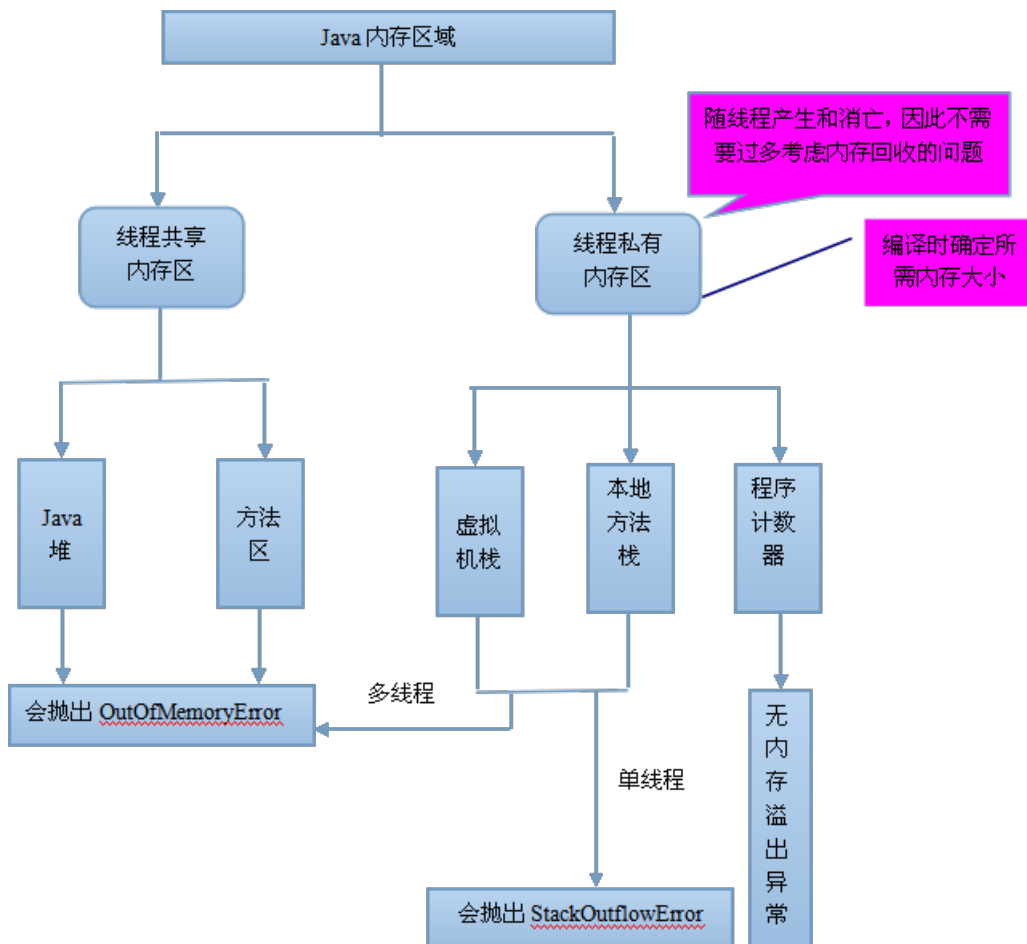 Java 内存区域
随线程产生和消亡，因此不需
要过多考虑内存回收的问题
线程共享
内存区
线程私有
内存区
编译时确定所
需内存大小
Java
堆
方法
区
虚拟
机栈
本地
方法
栈
程序
计数
器
会抛出 OutOfMemoryError
多线程
单线程
无
内
存
溢
出
异
常
会抛出 StackOutflowError